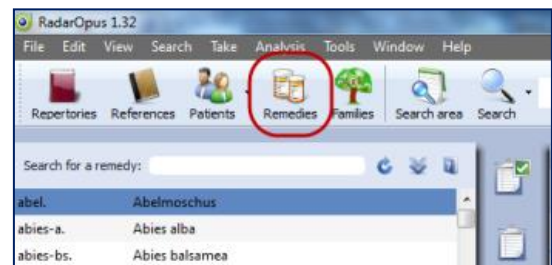 RadarOpus 1.32
File Edit View Search Take Analysis Tools Window Help
Repertories References Patients Remedies Families Search area Search
Search for a remedy:
abel. Abelmoschus
abies-a. Abies alba
abies-bs. Abies balsamea